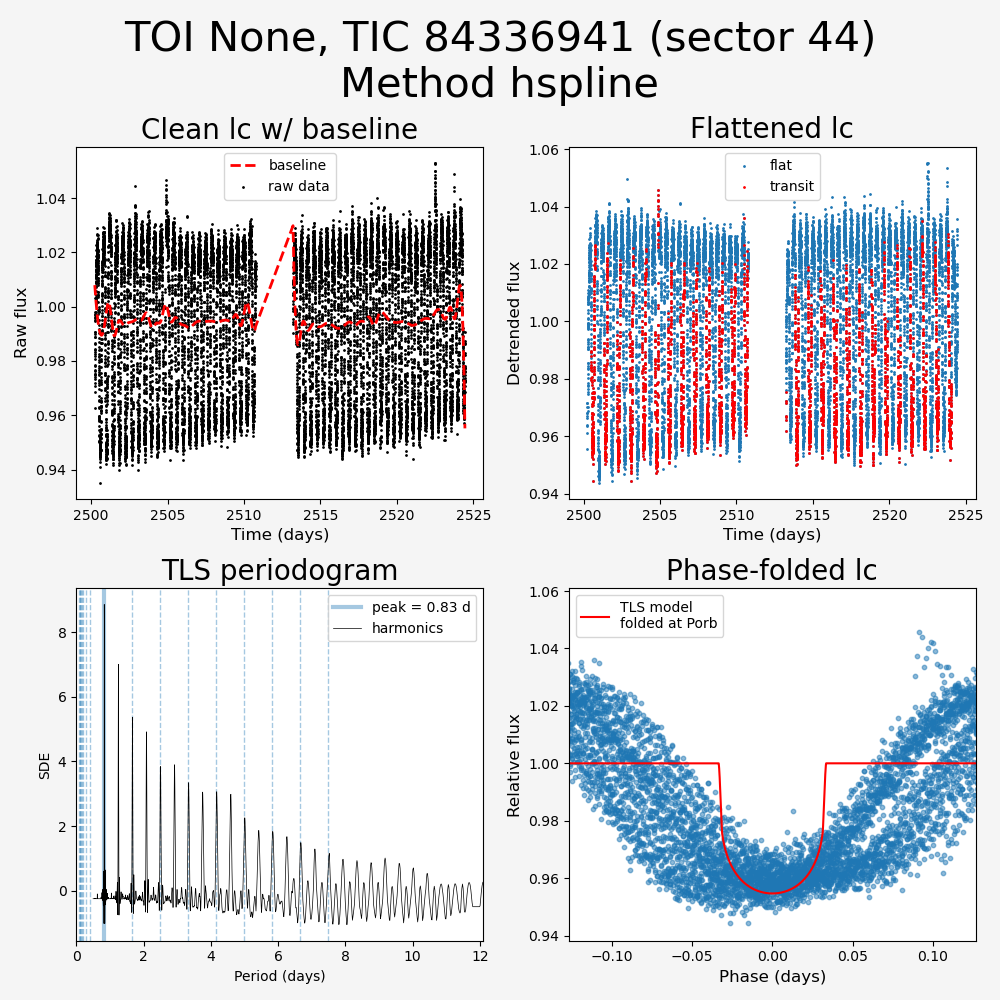 TOI None, TIC 84336941 (sector 44)
Method hspline
Clean lc w/ baseline
baseline
raw data
Raw flux
1.04
1.02
1.00
0.98
0.96
0.94
2500
2505
2510
2515
2520
2525
Time (days)
Flattened lc
flat
transit
Detrended flux
1.06
1.04
1.02
1.00
0.98
0.96
0.94
2500
2505
2510
2515
2520
2525
Time (days)
TLS periodogram
peak = 0.83 d
harmonics
SDE
8
6
4
2
0
0
2
4
6
8
10
12
Period (days)
Phase-folded lc
TLS model
folded at Porb
Relative flux
1.06
1.04
1.02
1.00
0.98
0.96
0.94
−0.10
−0.05
0.00
0.05
0.10
Phase (days)